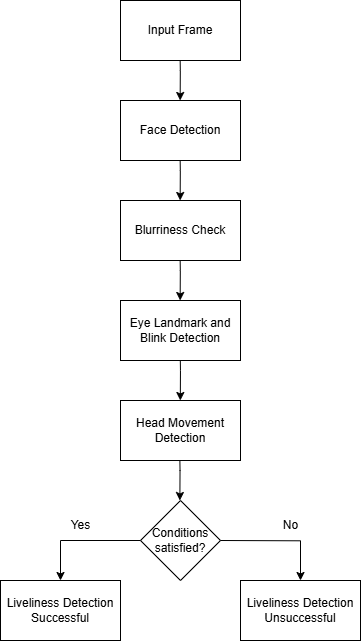 Input Frame
Face Detection
Blurriness Check
Eye Landmark and
Blink Detection
Head Movement
Detection
Conditions
satisfied?
Yes
No
Liveliness Detection
Successful
Liveliness Detection
Unsuccessful